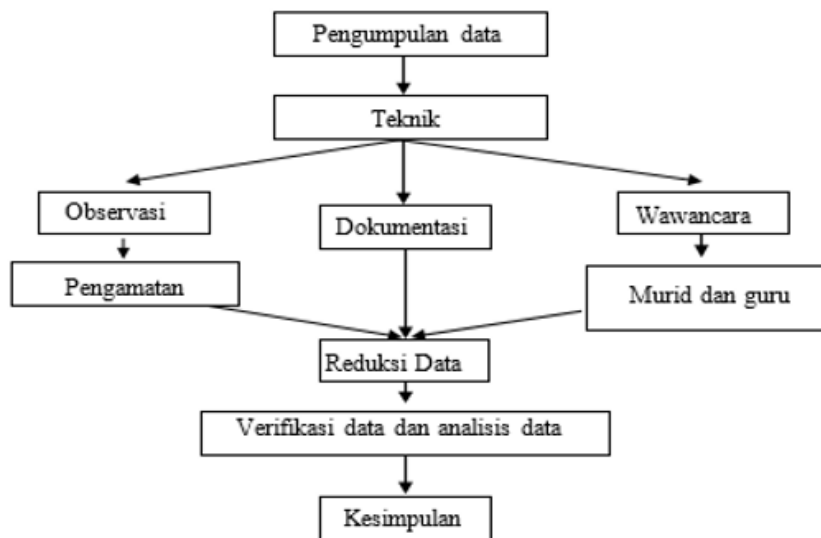 Pengumpulan data
Teknik
Observasi
Dokumentasi
Wawancara
Pengamatan
Murid dan guru
Reduksi Data
Verifikasi data dan analisis data
Kesimpulan